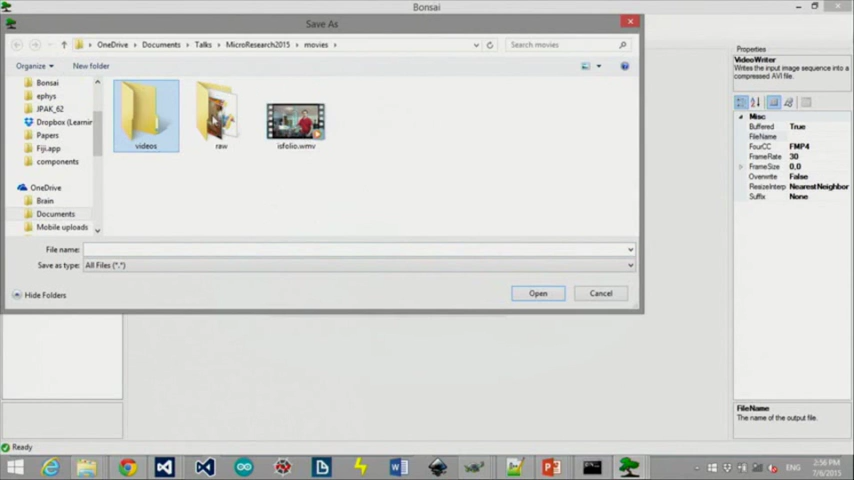 Bonsai
Save As
OneDrive
Documents
Talks
MicroResearch2015
movies
Search movies
Organize
New folder
Bonsai
ephys
JPAK_62
Dropbox (Learnir
Papers
Fiji.app
components
OneDrive
Brain
Documents
Mobile uploads
videos
raw
isfolio.wmv
File name:
Save as type: All Files (*.*)
Hide Folders
Open
Cancel
Properties
VideoWriter
Writes the input image sequence into a
compressed AVI file.
Misc
Buffered True
FileName
FourCC FMP4
FrameRate 30
FrameSize 0,0
Overwrite False
ResizeInterp NearestNeighbor
Suffix None
FileName
The name of the output file.
Ready
ENG
2:56 PM
7/6/2015